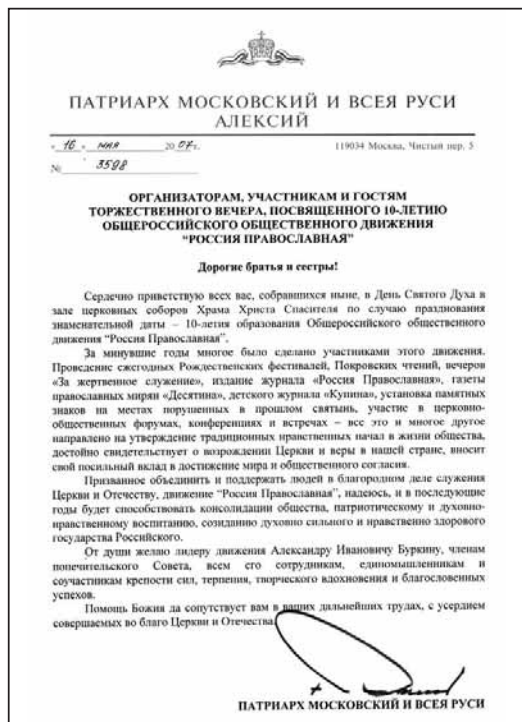 ПАТРИАРХ МОСКОВСКИЙ И ВСЕЯ РУСИ
АЛЕКСИЙ
« 16 » мая 2007г.
119034 Москва, Чистый пер. 5
№ 3598
ОРГАНИЗАТОРАМ, УЧАСТНИКАМ И ГОСТЯМ
ТОРЖЕСТВЕННОГО ВЕЧЕРА, ПОСВЯЩЕННОГО 10-ЛЕТИЮ
ОБЩЕРОССИЙСКОГО ОБЩЕСТВЕННОГО ДВИЖЕНИЯ
“РОССИЯ ПРАВОСЛАВНАЯ”
Дорогие братья и сестры!
Сердечно приветствую всех вас, собравшихся ныне, в День Святого Духа в
зале церковных соборов Храма Христа Спасителя по случаю празднования
знаменательной даты – 10-летия образования Общероссийского общественного
движения “Россия Православная”.
За минувшие годы многое было сделано участниками этого движения.
Проведение ежегодных Рождественских фестивалей, Покровских чтений, вечеров
«За жертвенное служение», издание журнала «Россия Православная», газеты
православных мирян «Десятина», детского журнала «Купина», установка памятных
знаков на местах порушенных в прошлом святынь, участие в церковно-
общественных форумах, конференциях и встречах – все это и многое другое
направлено на утверждение традиционных нравственных начал в жизни общества,
достойно свидетельствует о возрождении Церкви и веры в нашей стране, вносит
свой посильный вклад в достижение мира и общественного согласия.
Призванное объединить и поддержать людей в благородном деле служения
Церкви и Отечеству, движение “Россия Православная”, надеюсь, и в последующие
годы будет способствовать консолидации общества, патриотическому и духовно-
нравственному воспитанию, созиданию духовно сильного и нравственно здорового
государства Российского.
От души желаю лидеру движения Александру Ивановичу Буркину, членам
попечительского Совета, всем его сотрудникам, единомышленникам и
соучастникам крепости сил, терпения, творческого вдохновения и благословенных
успехов.
Помощь Божия да сопутствует вам в ваших дальнейших трудах, с усердием
совершаемых во благо Церкви и Отечества.
ПАТРИАРХ МОСКОВСКИЙ И ВСЕЯ РУСИ